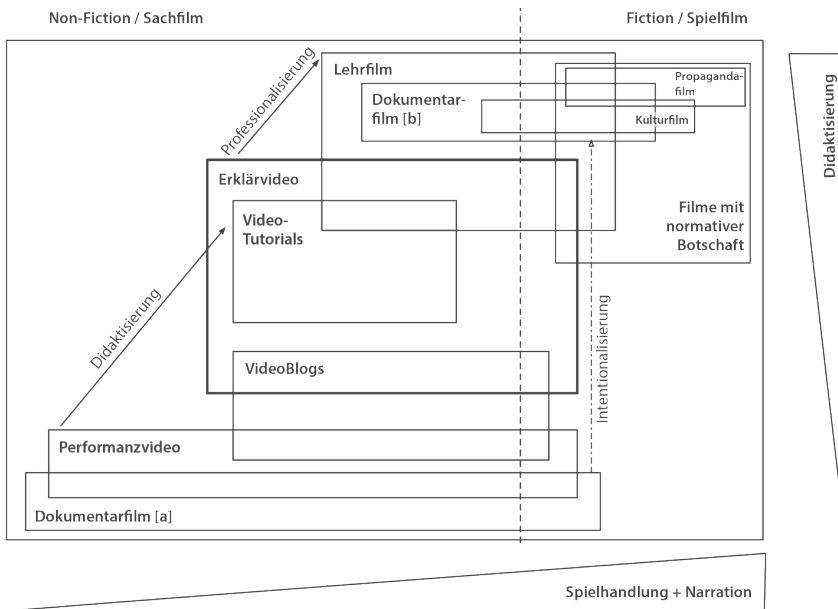 Non-Fiction / Sachfilm
Fiction / Spielfilm
Professionalisierung
Lehrfilm
Propaganda-
film
Dokumentar-
film [b]
Kulturfilm
Didaktisierung
Erklärvideo
Video-
Tutorials
Filme mit
normativer
Botschaft
Didaktisierung
Intentionalisierung
VideoBlogs
Performanzvideo
Dokumentarfilm [a]
Spielhandlung + Narration